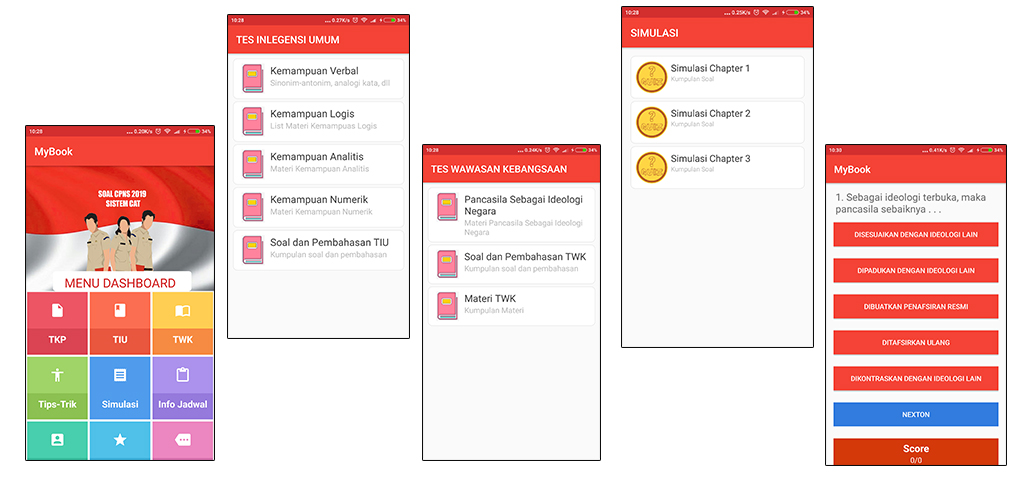 10:28
0.20K/s
34%
MyBook
SOAL CPNS 2019
SISTEM CAT
MENU DASHBOARD
TKP
TIU
TWK
Tips-Trik
Simulasi
Info Jadwal
10:28
0.27K/s
34%
TES INLEGENSI UMUM
Kemampuan Verbal
Sinonim-antonim, analogi kata, dll
Kemampuan Logis
List Materi Kemampuas Logis
Kemampuan Analitis
Materi Kemampuan Analitis
Kemampuan Numerik
Materi Kemampuan Numerik
Soal dan Pembahasan TIU
Kumpulan soal dan pembahasan
10:28
0.24K/s
34%
TES WAWASAN KEBANGSAAN
Pancasila Sebagai Ideologi
Negara
Materi Pancasila Sebagai Ideologi
Negara
Soal dan Pembahasan TWK
Kumpulan soal dan pembahasan
Materi TWK
Kumpulan Materi
10:28
0.25K/s
34%
SIMULASI
Simulasi Chapter 1
Kumpulan Soal
Simulasi Chapter 2
Kumpulan Soal
Simulasi Chapter 3
Kumpulan Soal
10:30
0.41K/s
34%
MyBook
1. Sebagai ideologi terbuka, maka
pancasila sebaiknya . . .
DISESUAIKAN DENGAN IDEOLOGI LAIN
DIPADUKAN DENGAN IDEOLOGI LAIN
DIBUATKAN PENAFSIRAN RESMI
DITAFSIRKAN ULANG
DIKONTRASKAN DENGAN IDEOLOGI LAIN
NEXTON
Score
0/0